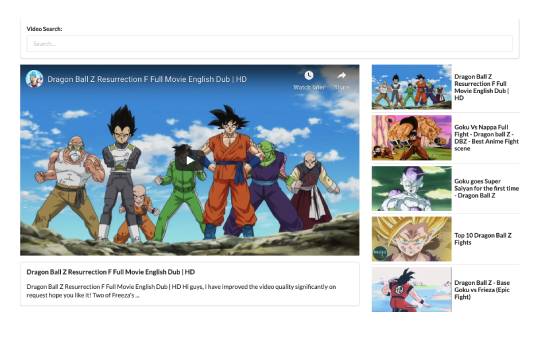 Video Search:
Search...
Dragon Ball Z Resurrection F Full Movie English Dub | HD
Watch later
Share
Dragon Ball Z Resurrection F Full Movie English Dub | HD
Dragon Ball Z Resurrection F Full Movie English Dub | HD Hi guys, I have improved the video quality significantly on
request hope you like it! Two of Freeza's ...
Dragon Ball Z
Resurrection F Full
Movie English Dub |
HD
Goku Vs Nappa Full
Fight - Dragon ball Z -
DBZ - Best Anime Fight
scene
Goku goes Super
Saiyan for the first time
- Dragon Ball Z
Top 10 Dragon Ball Z
Fights
Dragon Ball Z - Base
Goku vs Frieza (Epic
Fight)